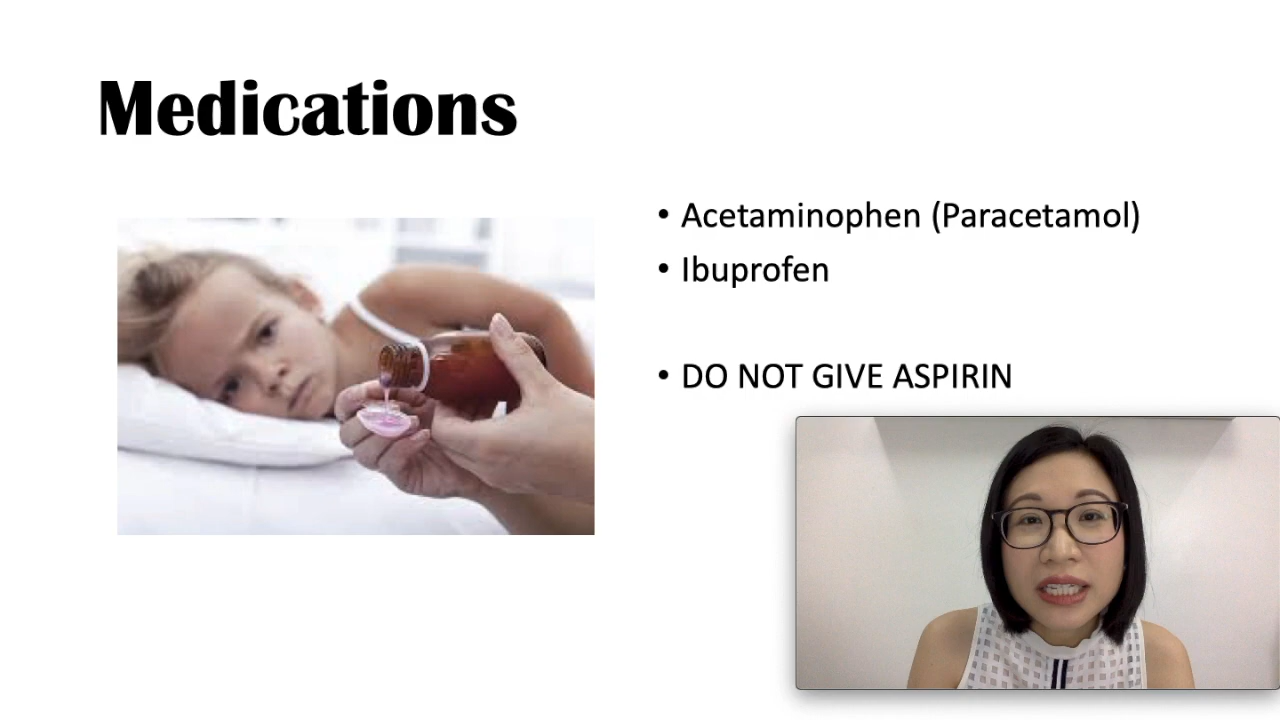 Medications
• Acetaminophen (Paracetamol)
• Ibuprofen
• DO NOT GIVE ASPIRIN